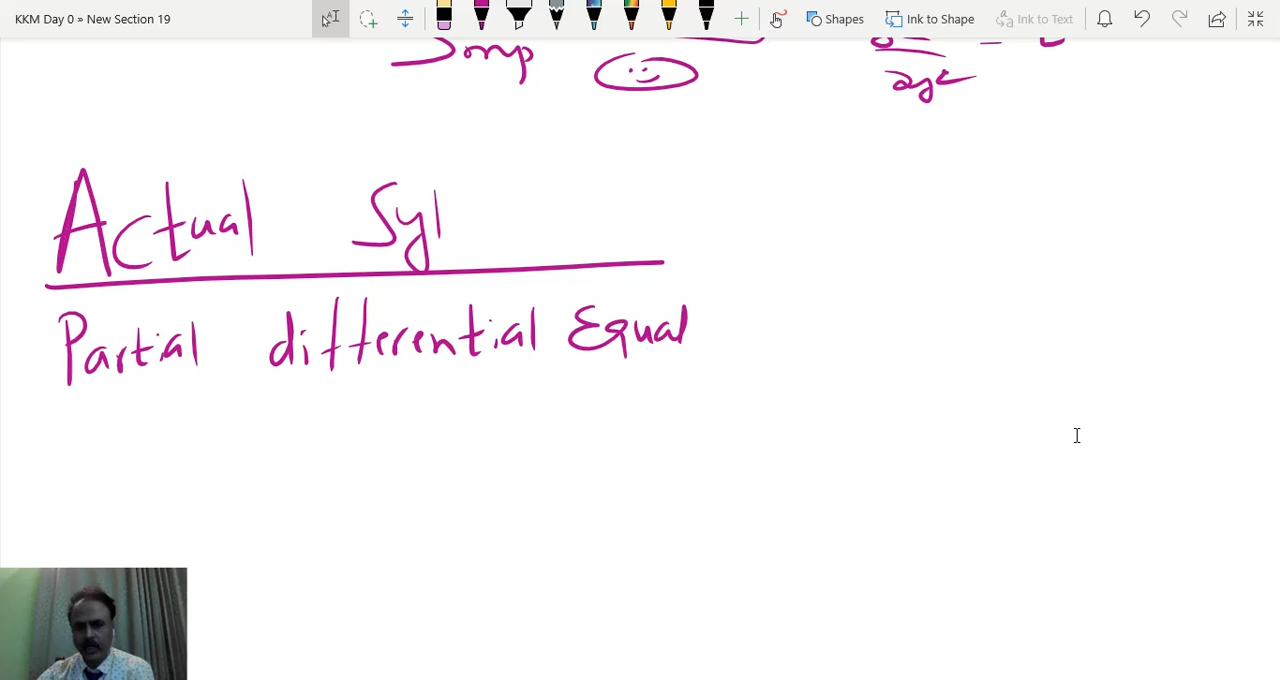 KKM Day 0 » New Section 19
Shapes
Ink to Shape
Ink to Text
Actual Syl
Partial differential Equal